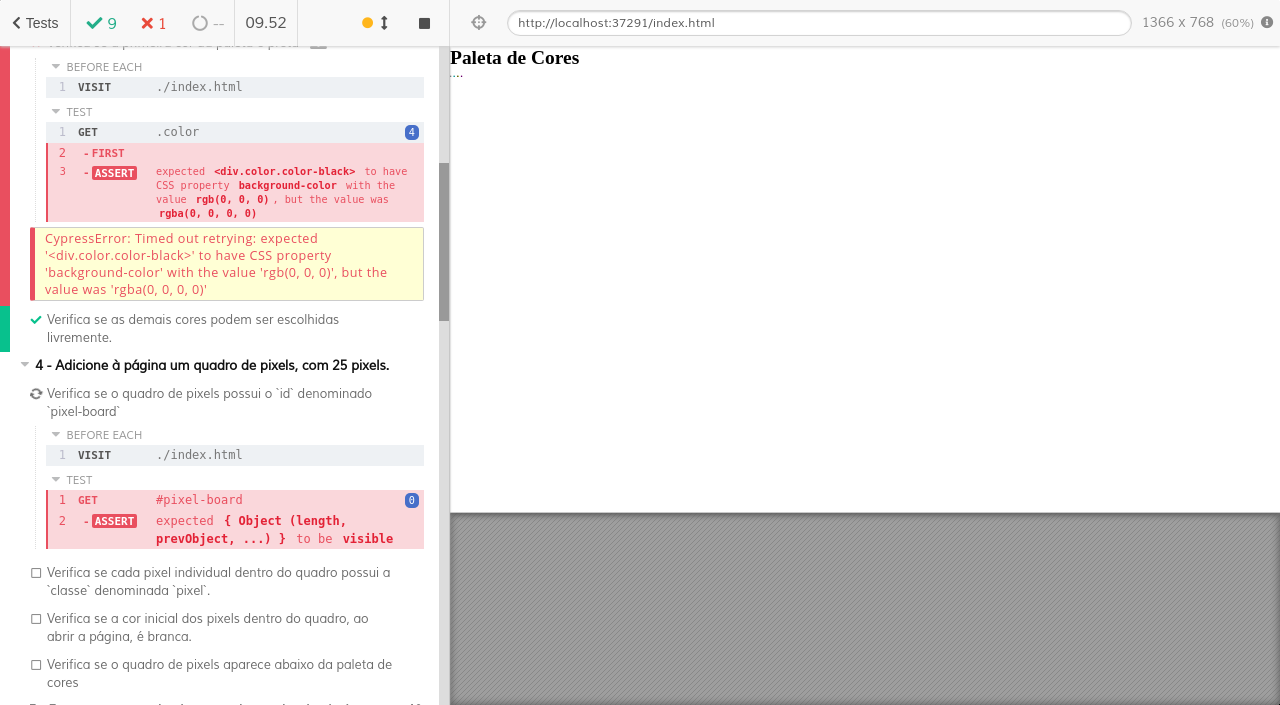 Tests 9 1 -- 09.52 http://localhost:37291/index.html 1366 x 768 (60%)
BEFORE EACH
1 VISIT ./index.html
TEST
1 GET .color 4
2 - FIRST
3 - ASSERT expected <div.color.color-black> to have
CSS property background-color with the
value rgb(0, 0, 0), but the value was
rgba(0, 0, 0, 0)
CypressError: Timed out retrying: expected
'<div.color.color-black>' to have CSS property
'background-color' with the value 'rgb(0, 0, 0)', but the
value was 'rgba(0, 0, 0, 0)'
Verifica se as demais cores podem ser escolhidas
livremente.
4 - Adicione à página um quadro de pixels, com 25 pixels.
Verifica se o quadro de pixels possui o `id` denominado
`pixel-board`
BEFORE EACH
1 VISIT ./index.html
TEST
1 GET #pixel-board 0
2 - ASSERT expected { Object (length,
prevObject, ...) } to be visible
Verifica se cada pixel individual dentro do quadro possui a
`classe` denominada `pixel`.
Verifica se a cor inicial dos pixels dentro do quadro, ao
abrir a página, é branca.
Verifica se o quadro de pixels aparece abaixo da paleta de
cores
Paleta de Cores
....